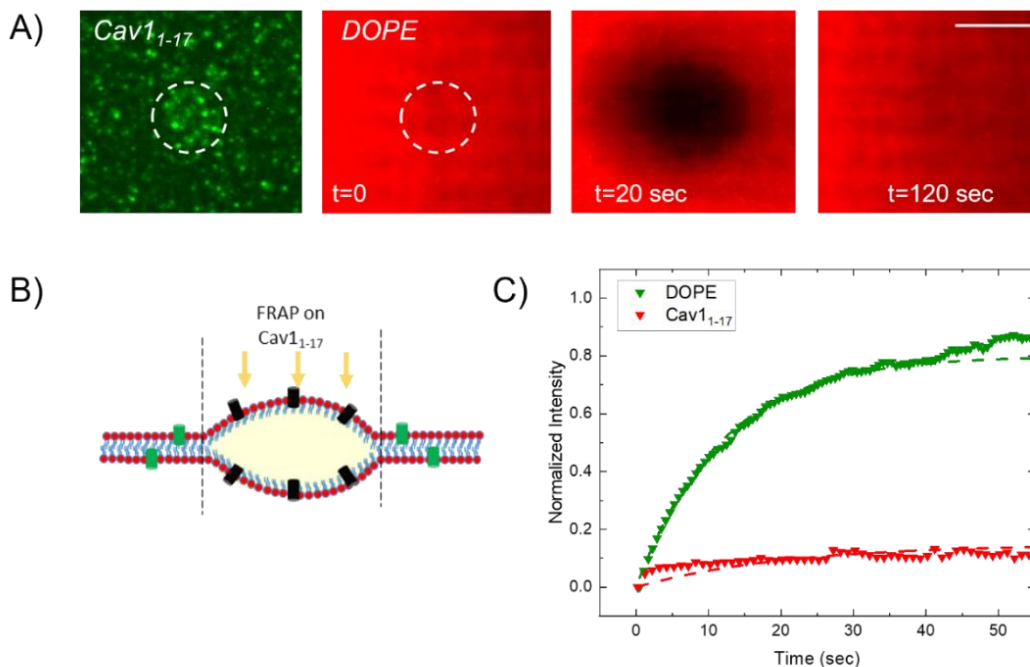 A)
Cav1₁₋₁₇
DOPE
t=0
t=20 sec
t=120 sec
B)
FRAP on
Cav1₁₋₁₇
C)
DOPE
Cav1₁₋₁₇
Normalized Intensity
1.0
0.8
0.6
0.4
0.2
0.0
0 10 20 30 40 50
Time (sec)